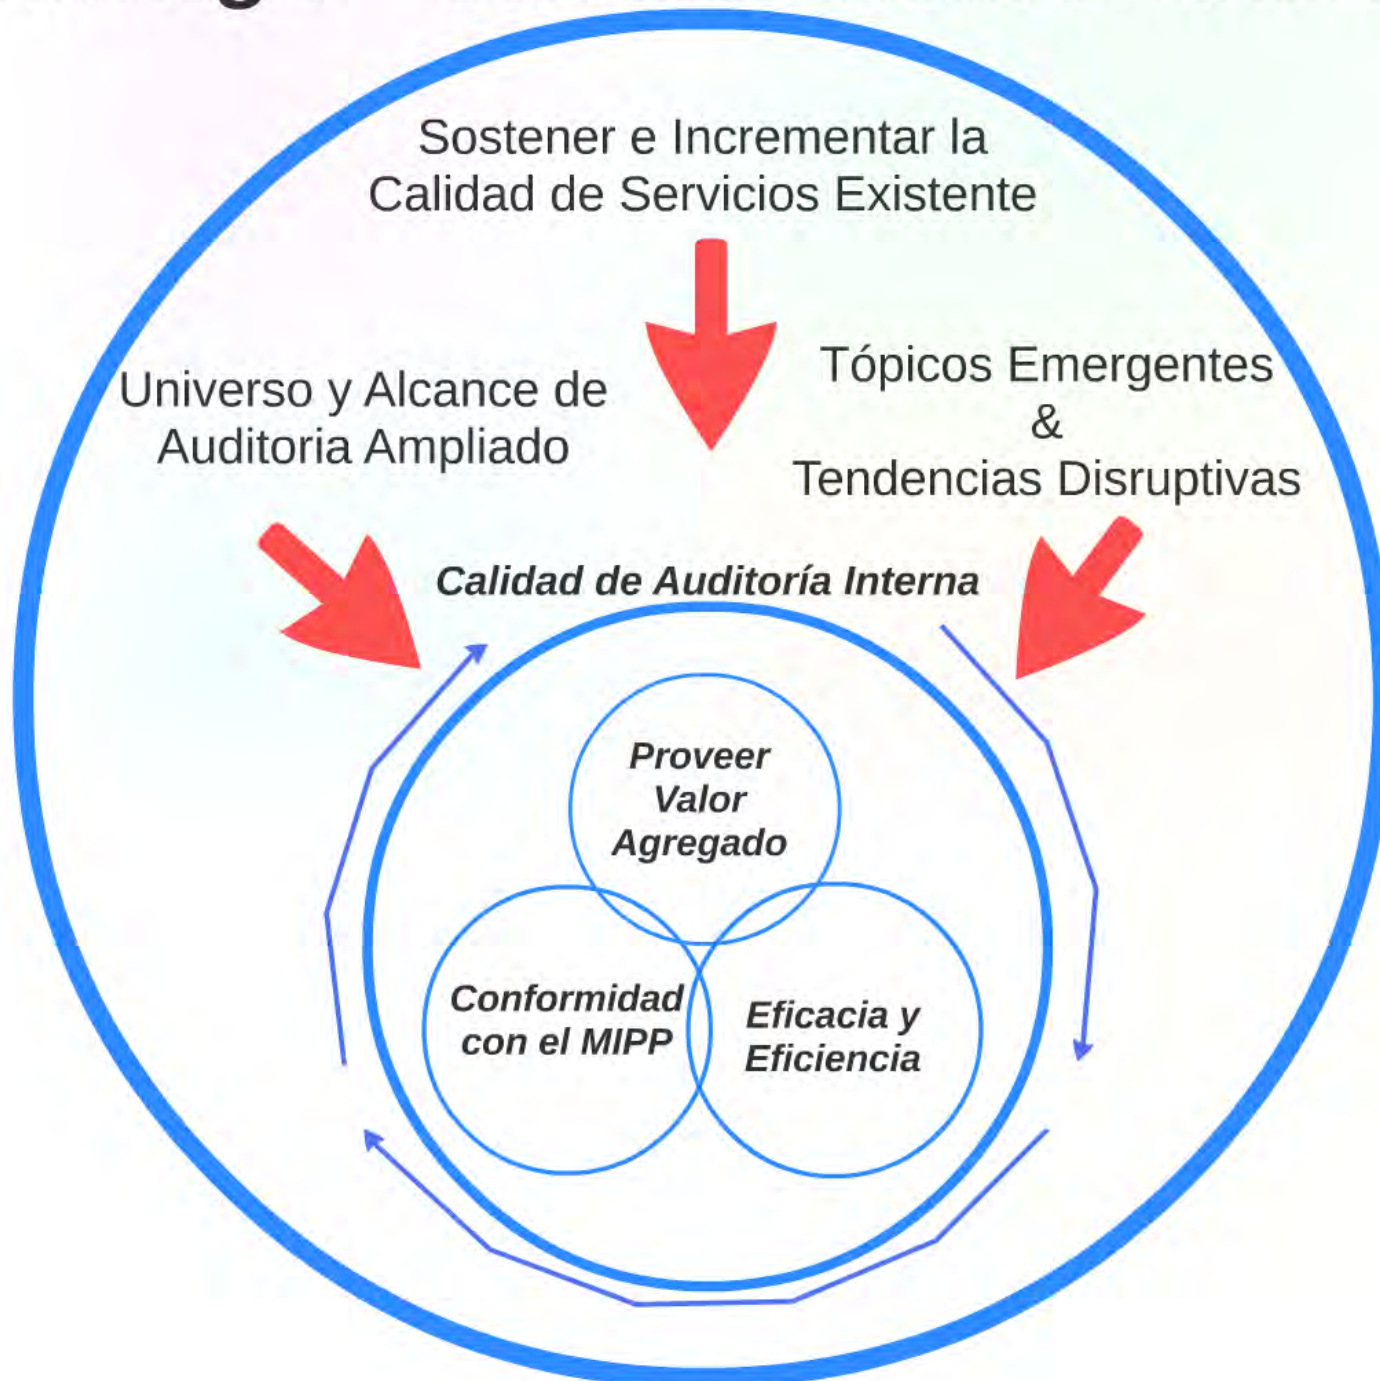 Sostener e Incrementar la
Calidad de Servicios Existente
Universo y Alcance de
Auditoria Ampliado
Tópicos Emergentes
&
Tendencias Disruptivas
Calidad de Auditoría Interna
Proveer
Valor
Agregado
Conformidad
con el MIPP
Eficacia y
Eficiencia